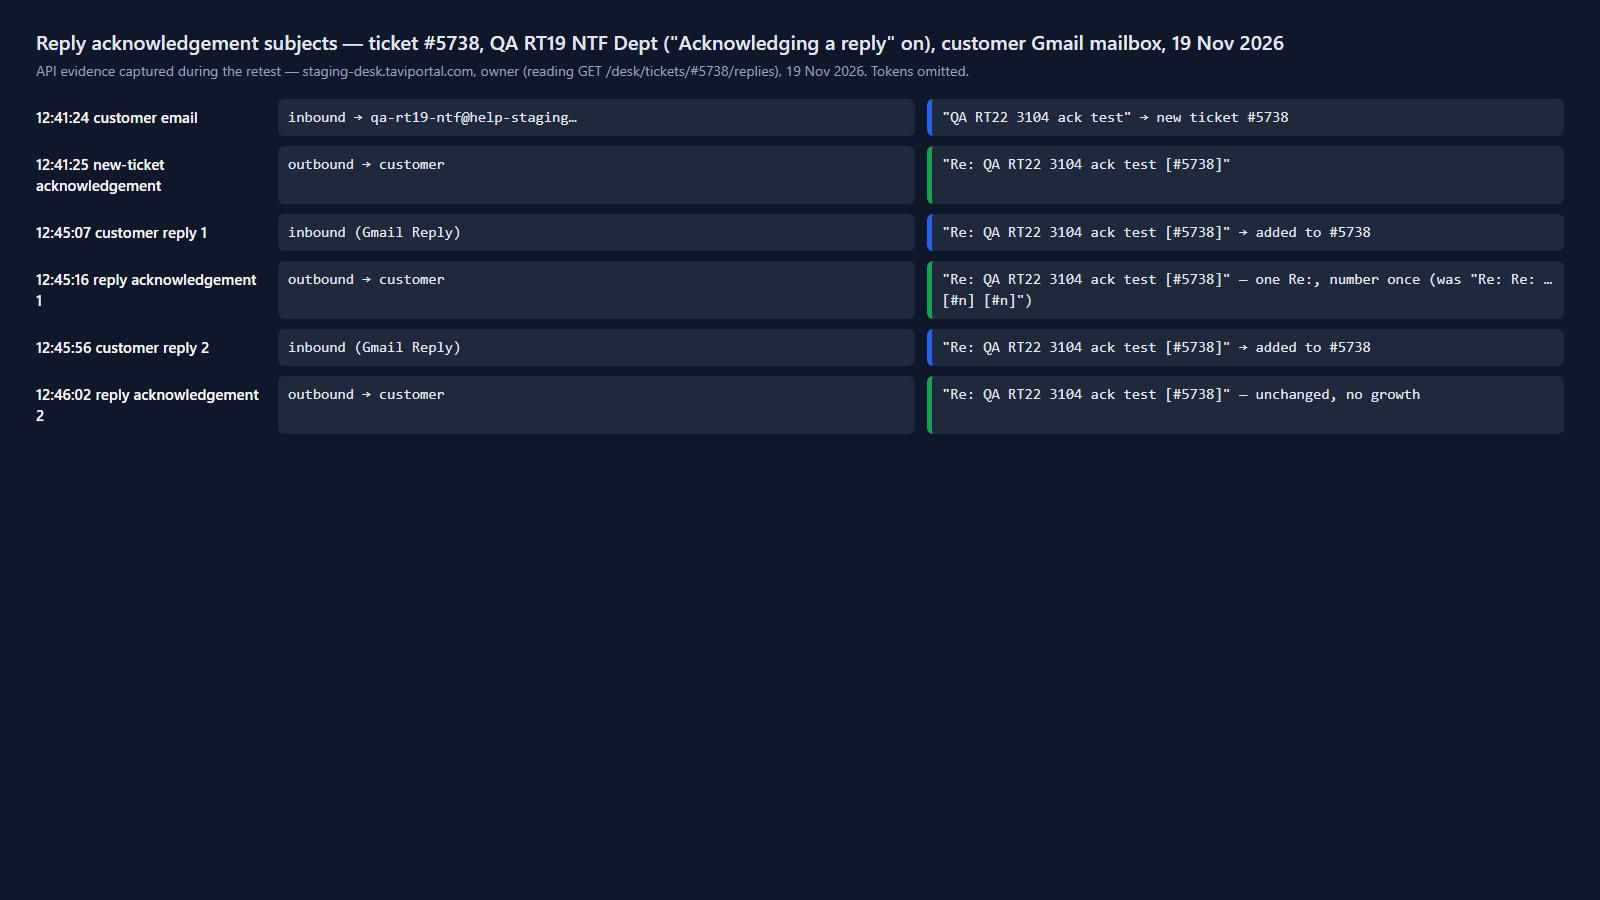 Reply acknowledgement subjects — ticket #5738, QA RT19 NTF Dept ("Acknowledging a reply" on), customer Gmail mailbox, 19 Nov 2026
API evidence captured during the retest — staging-desk.taviportal.com, owner (reading GET /desk/tickets/#5738/replies), 19 Nov 2026. Tokens omitted.
12:41:24 customer email
inbound → qa-rt19-ntf@help-staging…
"QA RT22 3104 ack test" → new ticket #5738
12:41:25 new-ticket
acknowledgement
outbound → customer
"Re: QA RT22 3104 ack test [#5738]"
12:45:07 customer reply 1
inbound (Gmail Reply)
"Re: QA RT22 3104 ack test [#5738]" → added to #5738
12:45:16 reply acknowledgement
1
outbound → customer
"Re: QA RT22 3104 ack test [#5738]" — one Re:, number once (was "Re: Re: …
[#n] [#n]")
12:45:56 customer reply 2
inbound (Gmail Reply)
"Re: QA RT22 3104 ack test [#5738]" → added to #5738
12:46:02 reply acknowledgement
2
outbound → customer
"Re: QA RT22 3104 ack test [#5738]" — unchanged, no growth